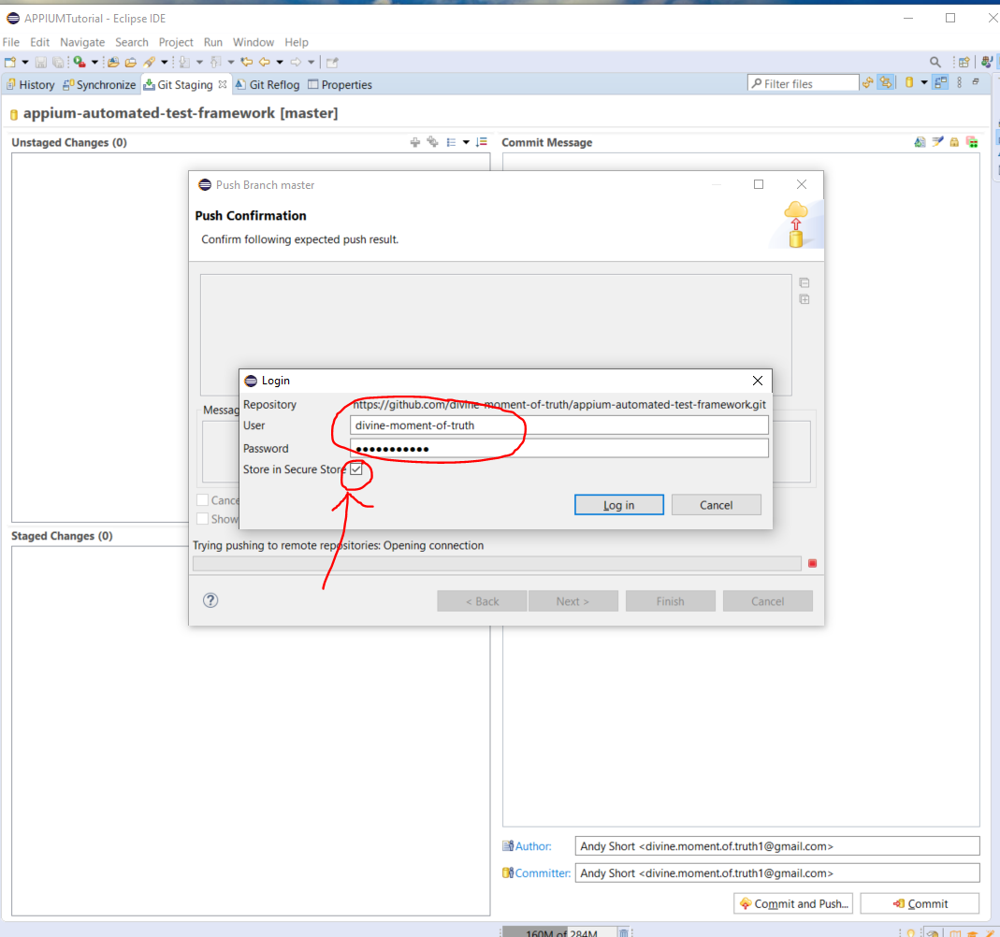 APPIUMTutorial - Eclipse IDE
File Edit Navigate Search Project Run Window Help
History Synchronize Git Staging Git Reflog Properties Filter files
appium-automated-test-framework [master]
Unstaged Changes (0) Commit Message
Push Branch master
Push Confirmation
Confirm following expected push result.
Login
Repository https://github.com/divine-moment-of-truth/appium-automated-test-framework.git
Messag
User divine-moment-of-truth
Password ●●●●●●●●●●●
Store in Secure Store
Cance
Log in Cancel
Show
Staged Changes (0)
Trying pushing to remote repositories: Opening connection
? < Back Next > Finish Cancel
Author: Andy Short <divine.moment.of.truth1@gmail.com>
Committer: Andy Short <divine.moment.of.truth1@gmail.com>
Commit and Push... Commit
160M of 284M